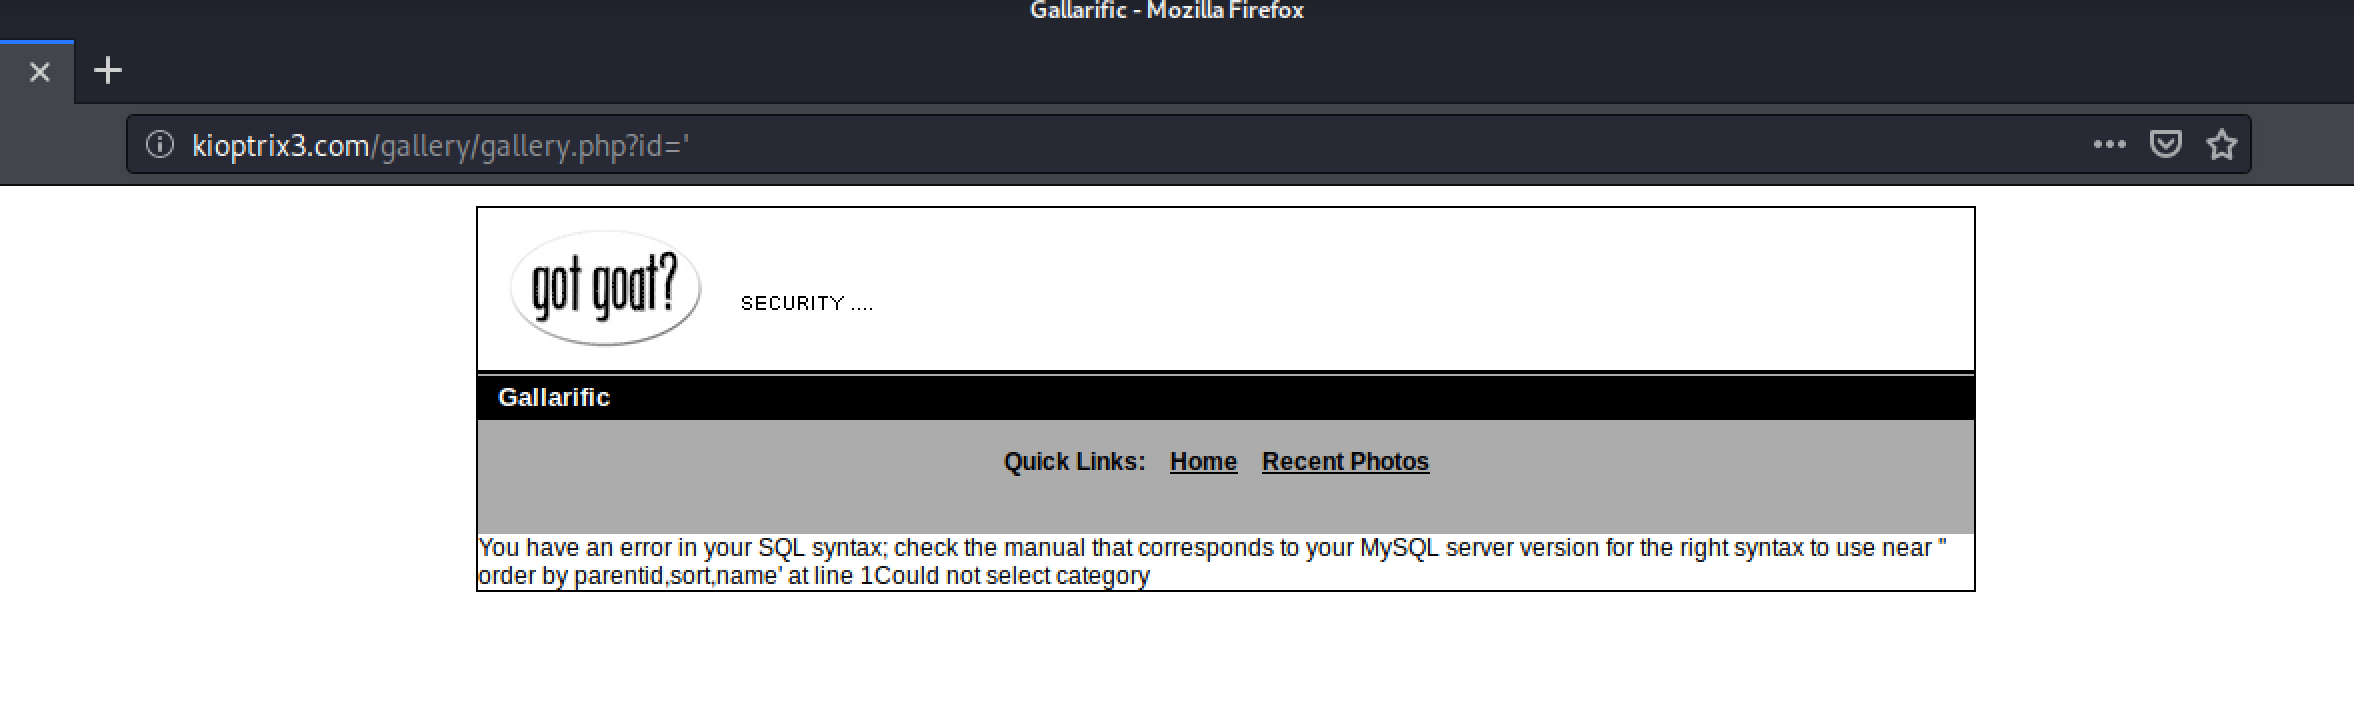 Gallarific - Mozilla Firefox
kioptrix3.com/gallery/gallery.php?id='
got goat?
SECURITY ....
Gallarific
Quick Links: Home Recent Photos
You have an error in your SQL syntax; check the manual that corresponds to your MySQL server version for the right syntax to use near ''
order by parentid,sort,name' at line 1Could not select category